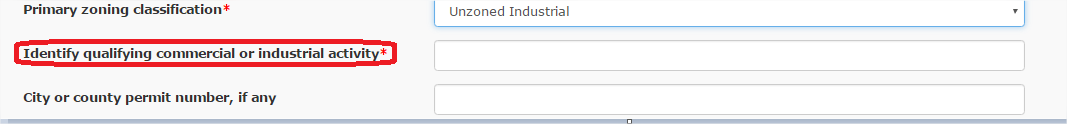 Primary zoning classification* Unzoned Industrial
Identify qualifying commercial or industrial activity*
City or county permit number, if any